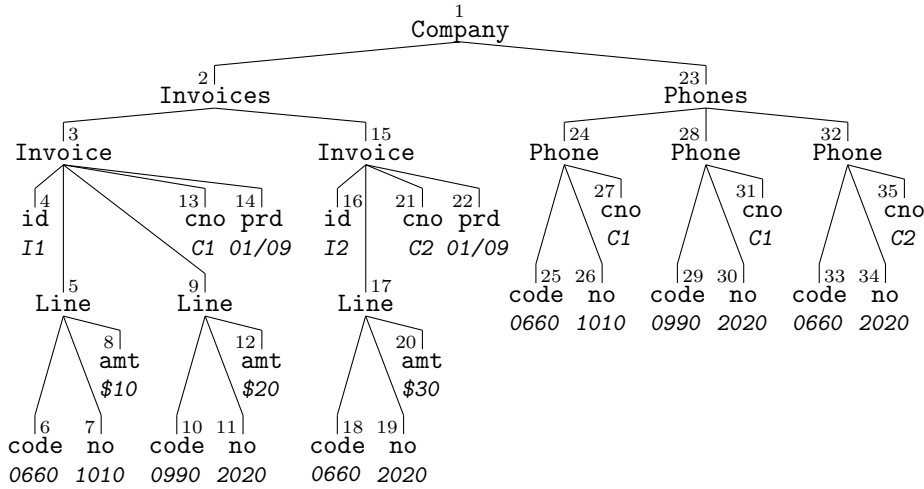 1
Company
2 23
Invoices Phones
3 15 24 28 32
Invoice Invoice Phone Phone Phone
4 13 14 16 21 22 27 31 35
id cno prd id cno prd cno cno cno
I1 C1 01/09 I2 C2 01/09 C1 C1 C2
5 9 17 25 26 29 30 33 34
Line Line Line code no code no code no
0660 1010 0990 2020 0660 2020
8 12 20
amt amt amt
$10 $20 $30
6 7 10 11 18 19
code no code no code no
0660 1010 0990 2020 0660 2020